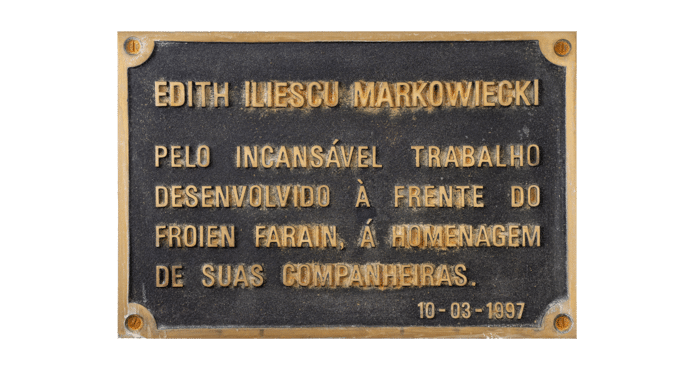 EDITH ILIESCU MARKOWIECKI
PELO INCANSÁVEL TRABALHO
DESENVOLVIDO À FRENTE DO
FROIEN FARAIN, Á HOMENAGEM
DE SUAS COMPANHEIRAS.
10-03-1997